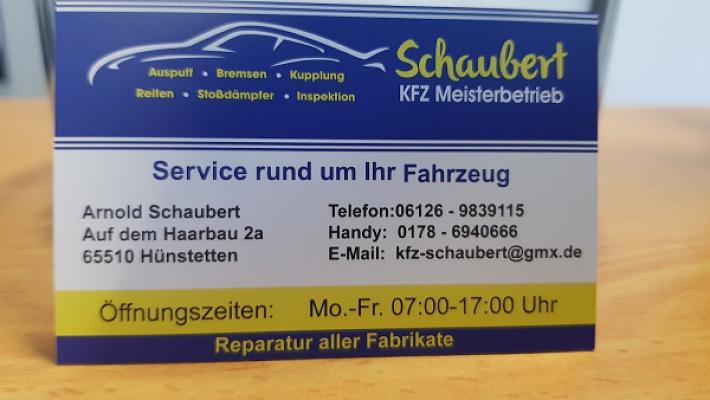 Schaubert
KFZ Meisterbetrieb
Auspuff • Bremsen • Kupplung
Reifen • Stoßdämpfer • Inspektion
Service rund um Ihr Fahrzeug
Arnold Schaubert
Auf dem Haarbau 2a
65510 Hünstetten
Telefon:06126 - 9839115
Handy: 0178 - 6940666
E-Mail: kfz-schaubert@gmx.de
Öffnungszeiten: Mo.-Fr. 07:00-17:00 Uhr
Reparatur aller Fabrikate